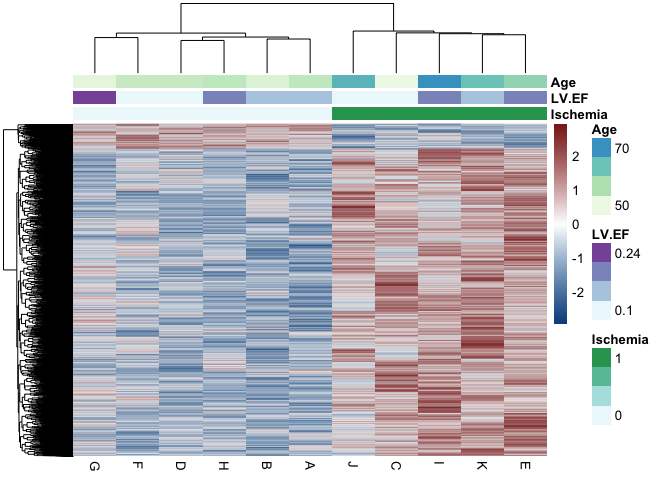 Age
LV.EF
Ischemia
2
1
0
-1
-2
Age
70
50
LV.EF
0.24
0.1
Ischemia
1
0
G F D H B A J C I K E